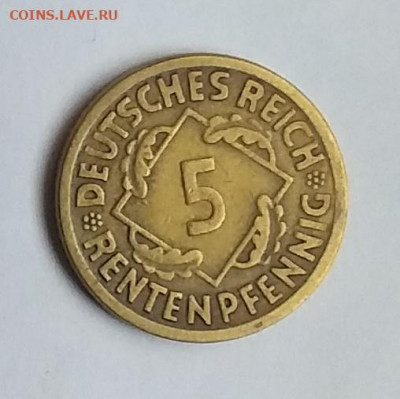 COINS.LAVE.RU
DEUTSCHES REICH
5
RENTENPFENNIG